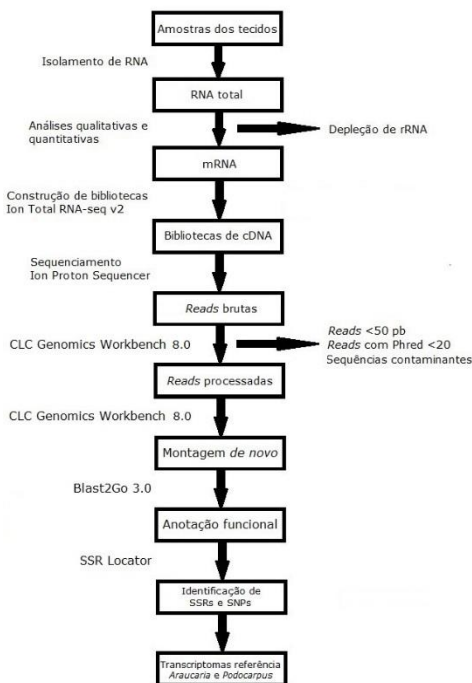 Amostras dos tecidos
Isolamento de RNA
RNA total
Análises qualitativas e
quantitativas
Depleção de rRNA
mRNA
Construção de bibliotecas
Ion Total RNA-seq v2
Bibliotecas de cDNA
Sequenciamento
Ion Proton Sequencer
Reads brutas
CLC Genomics Workbench 8.0
Reads <50 pb
Reads com Phred <20
Sequências contaminantes
Reads processadas
CLC Genomics Workbench 8.0
Montagem de novo
Blast2Go 3.0
Anotação funcional
SSR Locator
Identificação de
SSRs e SNPs
Transcriptomas referência
Araucaria e Podocarpus